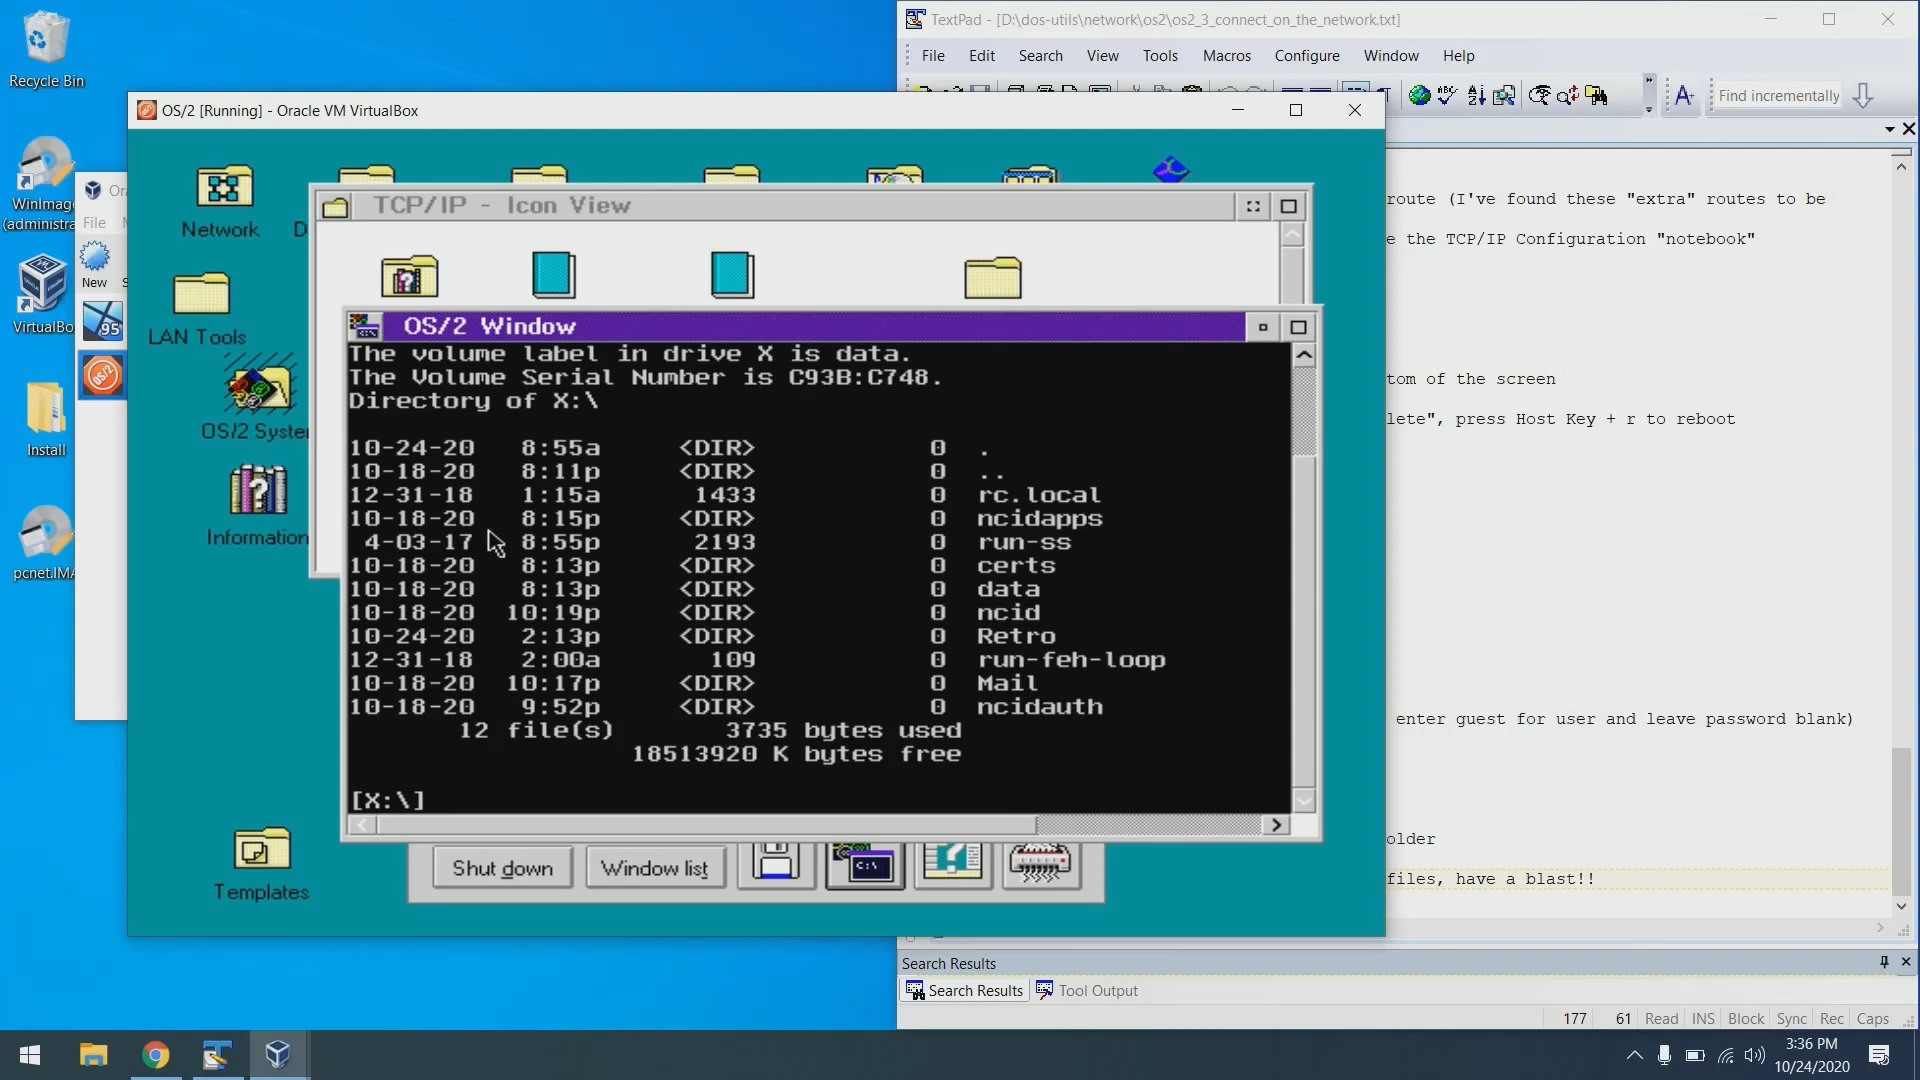 Recycle Bin
WinImage
(administra
VirtualBo
Install
pcnet.IMA
File
New
95
OS/2
TextPad - [D:\dos-utils\network\os2\os2_3_connect_on_the_network.txt]
File Edit Search View Tools Macros Configure Window Help
Find incrementally
OS/2 [Running] - Oracle VM VirtualBox
Network
LAN Tools
OS/2 Syste
Information
Templates
TCP/IP - Icon View
OS/2 Window
The volume label in drive X is data.
The Volume Serial Number is C93B:C748.
Directory of X:\
10-24-20 8:55a <DIR> 0 .
10-18-20 8:11p <DIR> 0 ..
12-31-18 1:15a 1433 0 rc.local
10-18-20 8:15p <DIR> 0 ncidapps
4-03-17 8:55p 2193 0 run-ss
10-18-20 8:13p <DIR> 0 certs
10-18-20 8:13p <DIR> 0 data
10-18-20 10:19p <DIR> 0 ncid
10-24-20 2:13p <DIR> 0 Retro
12-31-18 2:00a 109 0 run-feh-loop
10-18-20 10:17p <DIR> 0 Mail
10-18-20 9:52p <DIR> 0 ncidauth
12 file(s) 3735 bytes used
18513920 K bytes free
[X:\]
Shut down
Window list
route (I've found these "extra" routes to be
e the TCP/IP Configuration "notebook"
tom of the screen
lete", press Host Key + r to reboot
enter guest for user and leave password blank)
older
files, have a blast!!
Search Results
Search Results Tool Output
177 61 Read INS Block Sync Rec Caps
3:36 PM
10/24/2020